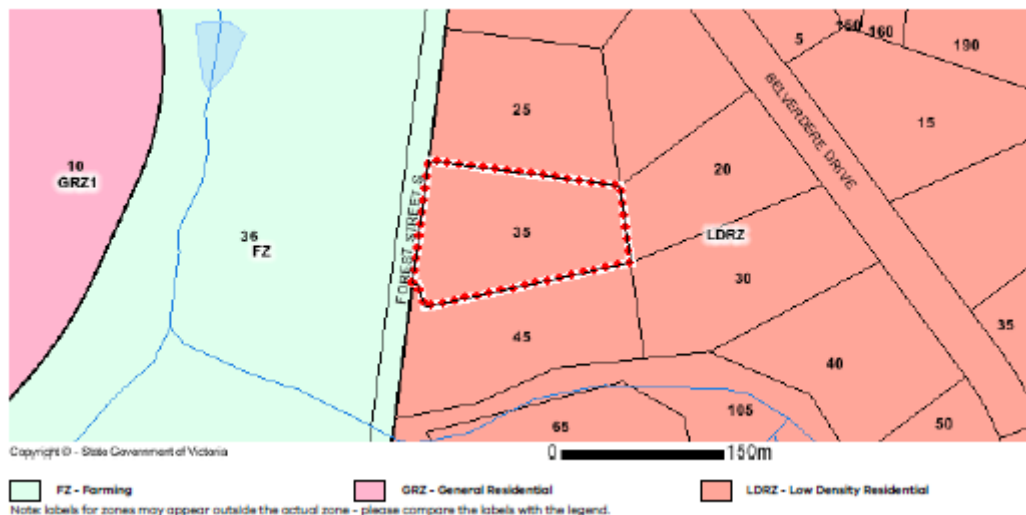 160 160
5
190
25
BELVERDERE DRIVE
15
10
GRZ1
20
FOREST STREET S
35
36
FZ
LDRZ
30
45
35
40
105
50
65
Copyright © - State Government of Victoria
0 150m
FZ - Farming GRZ - General Residential LDRZ - Low Density Residential
Note: labels for zones may appear outside the actual zone - please compare the labels with the legend.